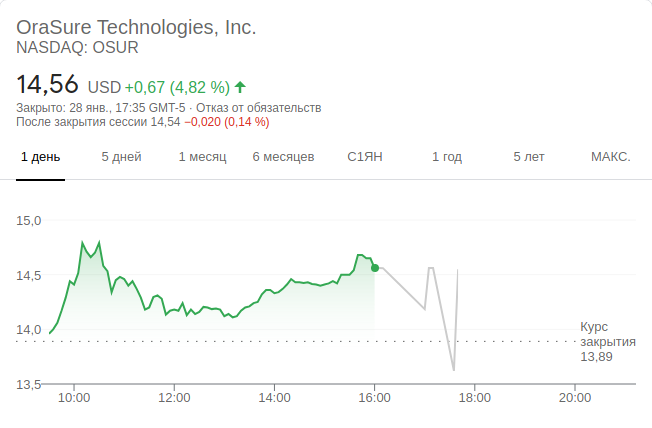 OraSure Technologies, Inc.
NASDAQ: OSUR
14,56 USD +0,67 (4,82 %)
Закрыто: 28 янв., 17:35 GMT-5 · Отказ от обязательств
После закрытия сессии 14,54 −0,020 (0,14 %)
1 день 5 дней 1 месяц 6 месяцев С1ЯН 1 год 5 лет МАКС.
15,0
14,5
14,0
Курс
закрытия
13,89
13,5
10:00 12:00 14:00 16:00 18:00 20:00